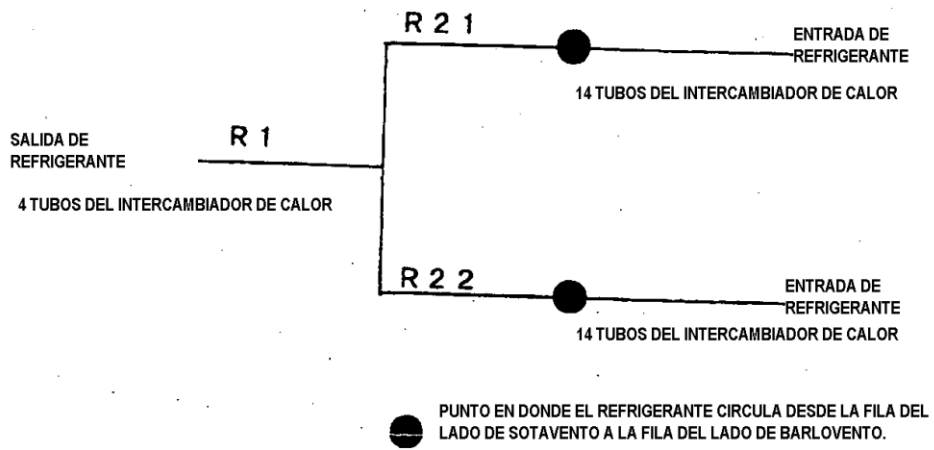 R 2 1
ENTRADA DE
REFRIGERANTE
14 TUBOS DEL INTERCAMBIADOR DE CALOR
SALIDA DE
REFRIGERANTE
R 1
4 TUBOS DEL INTERCAMBIADOR DE CALOR
R 2 2
ENTRADA DE
REFRIGERANTE
14 TUBOS DEL INTERCAMBIADOR DE CALOR
PUNTO EN DONDE EL REFRIGERANTE CIRCULA DESDE LA FILA DEL
LADO DE SOTAVENTO A LA FILA DEL LADO DE BARLOVENTO.